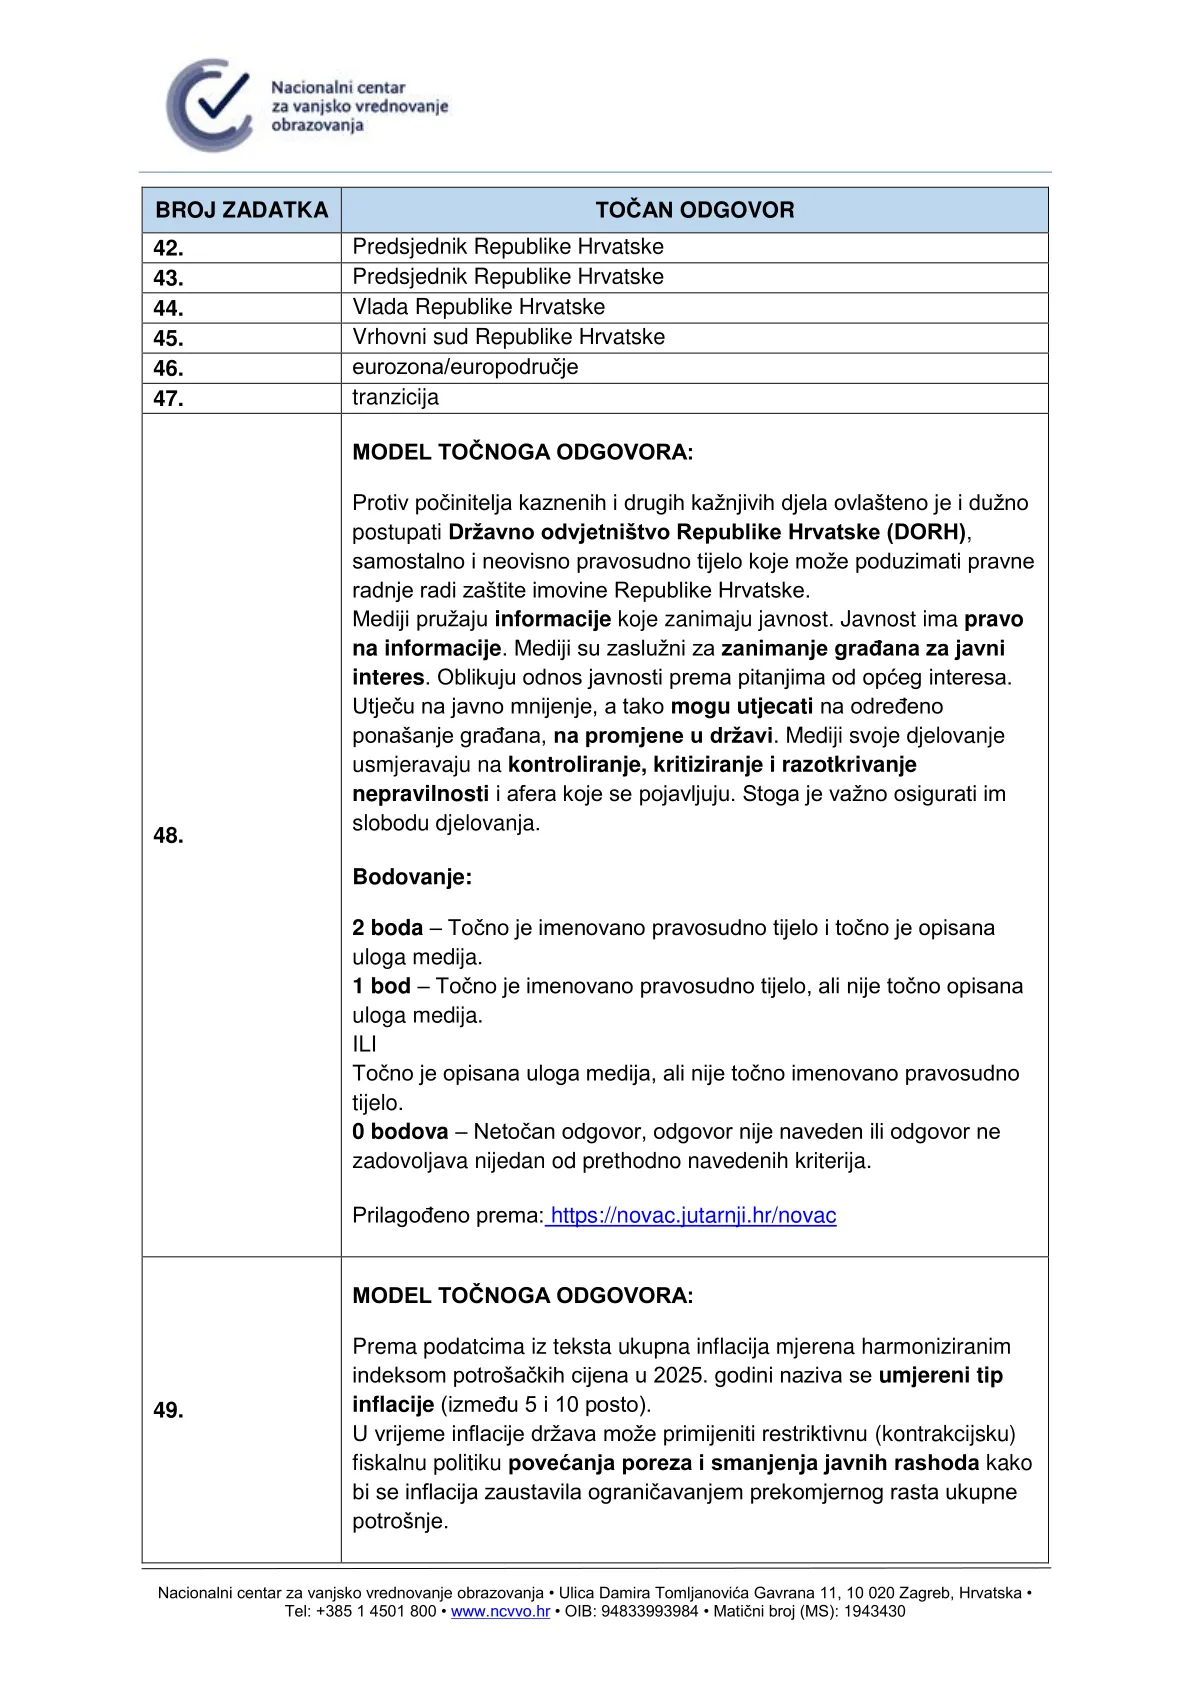 Nacionalni centar
za vanjsko vrednovanje
obrazovanja
BROJ ZADATKA TOČAN ODGOVOR
42. Predsjednik Republike Hrvatske
43. Predsjednik Republike Hrvatske
44. Vlada Republike Hrvatske
45. Vrhovni sud Republike Hrvatske
46. eurozona/europodručje
47. tranzicija
48.
MODEL TOČNOGA ODGOVORA:
Protiv počinitelja kaznenih i drugih kažnjivih djela ovlašteno je i dužno
postupati Državno odvjetništvo Republike Hrvatske (DORH),
samostalno i neovisno pravosudno tijelo koje može poduzimati pravne
radnje radi zaštite imovine Republike Hrvatske.
Mediji pružaju informacije koje zanimaju javnost. Javnost ima pravo
na informacije. Mediji su zaslužni za zanimanje građana za javni
interes. Oblikuju odnos javnosti prema pitanjima od općeg interesa.
Utječu na javno mnijenje, a tako mogu utjecati na određeno
ponašanje građana, na promjene u državi. Mediji svoje djelovanje
usmjeravaju na kontroliranje, kritiziranje i razotkrivanje
nepravilnosti i afera koje se pojavljuju. Stoga je važno osigurati im
slobodu djelovanja.
Bodovanje:
2 boda – Točno je imenovano pravosudno tijelo i točno je opisana
uloga medija.
1 bod – Točno je imenovano pravosudno tijelo, ali nije točno opisana
uloga medija.
ILI
Točno je opisana uloga medija, ali nije točno imenovano pravosudno
tijelo.
0 bodova – Netočan odgovor, odgovor nije naveden ili odgovor ne
zadovoljava nijedan od prethodno navedenih kriterija.
Prilagođeno prema: https://novac.jutarnji.hr/novac
49.
MODEL TOČNOGA ODGOVORA:
Prema podatcima iz teksta ukupna inflacija mjerena harmoniziranim
indeksom potrošačkih cijena u 2025. godini naziva se umjereni tip
inflacije (između 5 i 10 posto).
U vrijeme inflacije država može primijeniti restriktivnu (kontrakcijsku)
fiskalnu politiku povećanja poreza i smanjenja javnih rashoda kako
bi se inflacija zaustavila ograničavanjem prekomjernog rasta ukupne
potrošnje.
Nacionalni centar za vanjsko vrednovanje obrazovanja • Ulica Damira Tomljanovića Gavrana 11, 10 020 Zagreb, Hrvatska •
Tel: +385 1 4501 800 • www.ncvvo.hr • OIB: 94833993984 • Matični broj (MS): 1943430